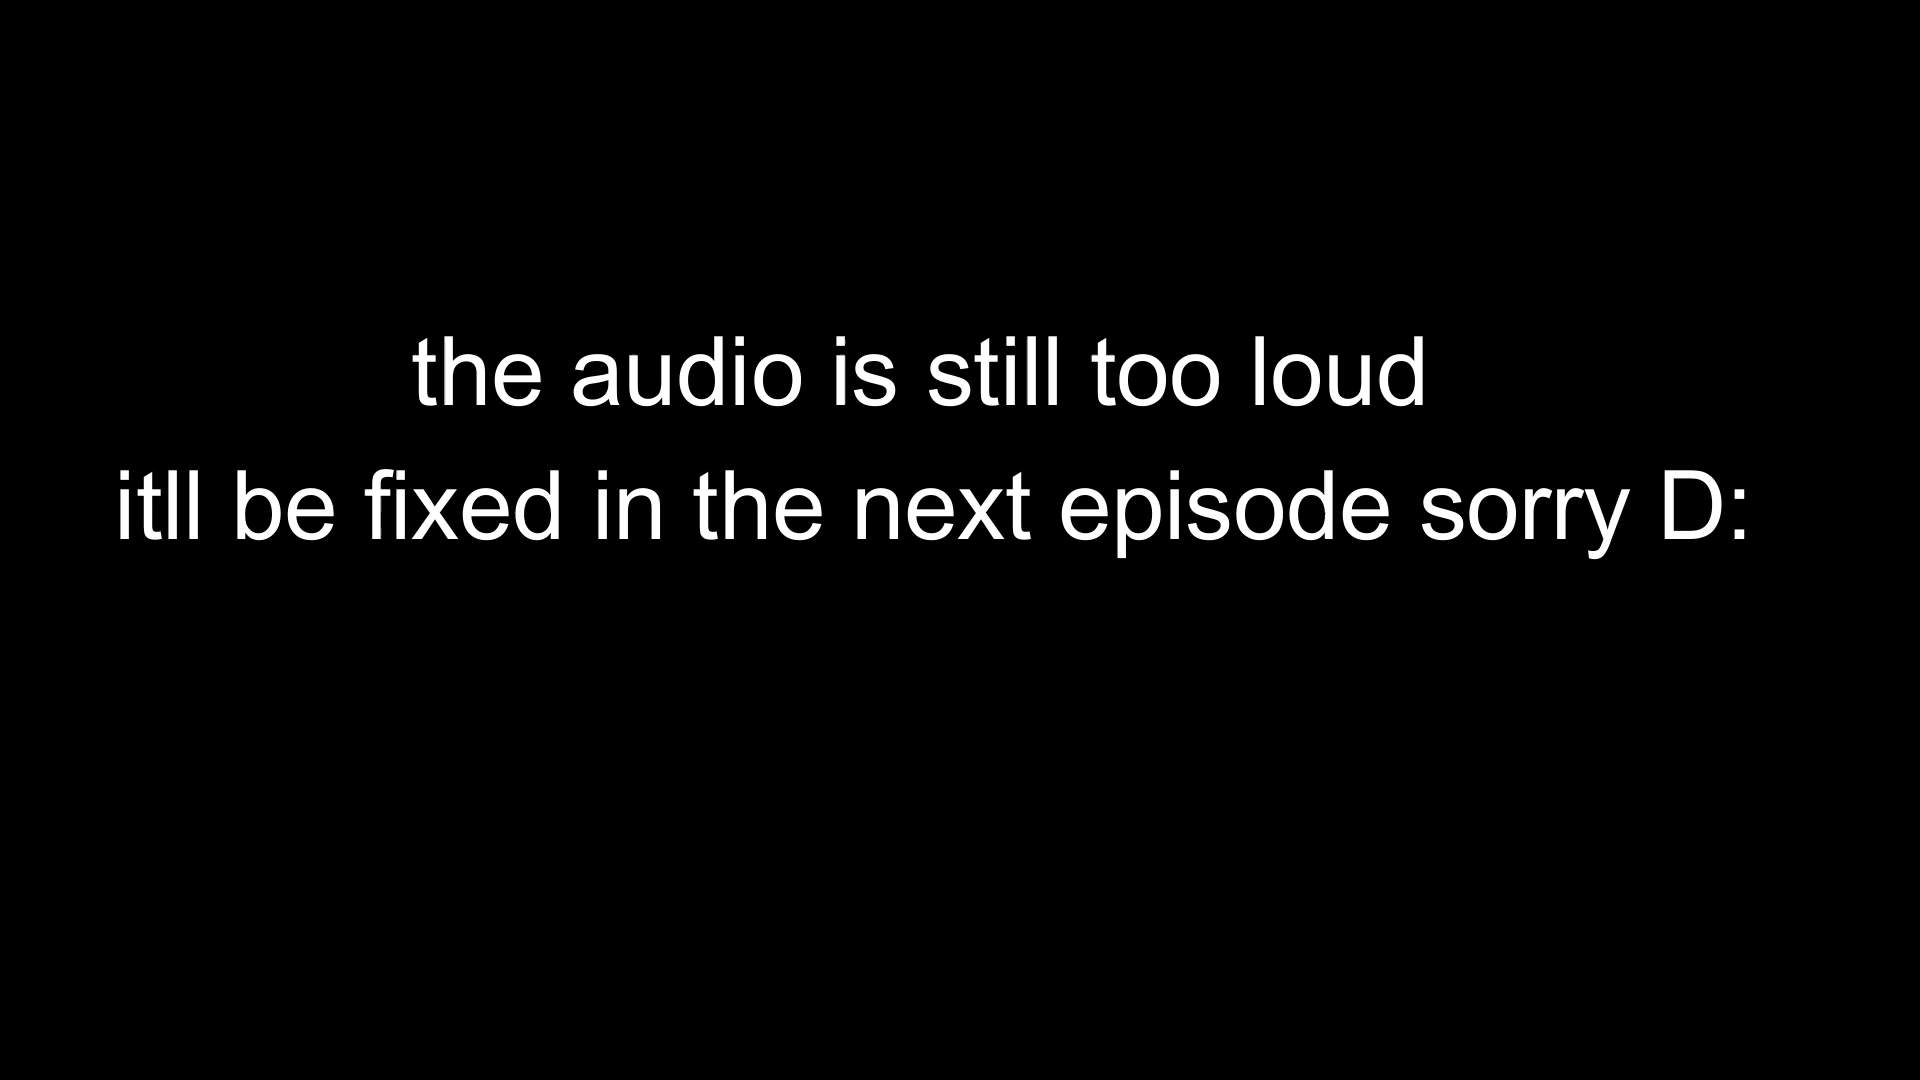 the audio is still too loud
itll be fixed in the next episode sorry D: